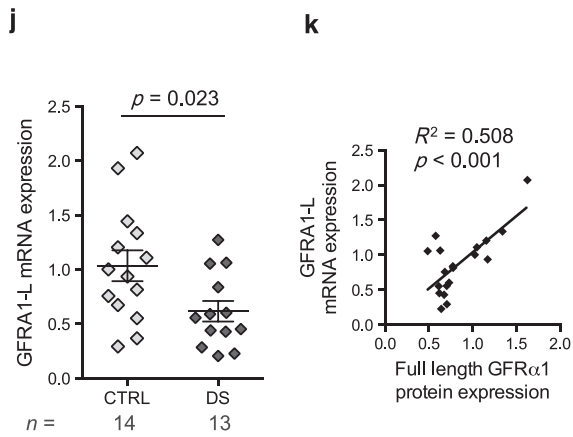 j
p = 0.023
GFRA1-L mRNA expression
2.5
2.0
1.5
1.0
0.5
0.0
CTRL DS
n = 14 13
k
R² = 0.508
p < 0.001
GFRA1-L
mRNA expression
2.5
2.0
1.5
1.0
0.5
0.0
0.0 0.5 1.0 1.5 2.0
Full length GFRα1
protein expression